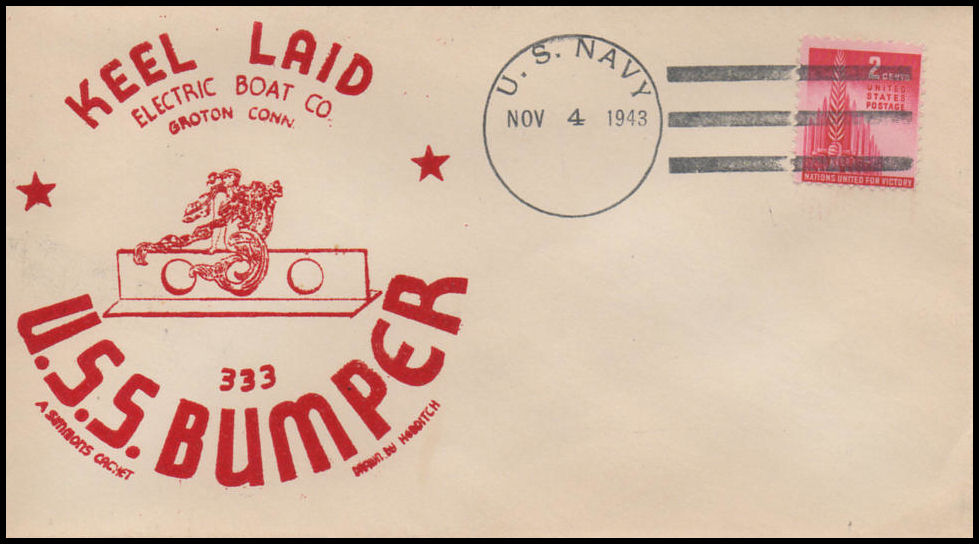 KEEL LAID
ELECTRIC BOAT CO.
GROTON CONN.
333
U.S.S. BUMPER
A SIMMONS CACHET
DRAWN BY HODDITCH
U. S. NAVY
NOV 4 1943
2 CENTS
UNITED
STATES
POSTAGE
NATIONS UNITED FOR VICTORY